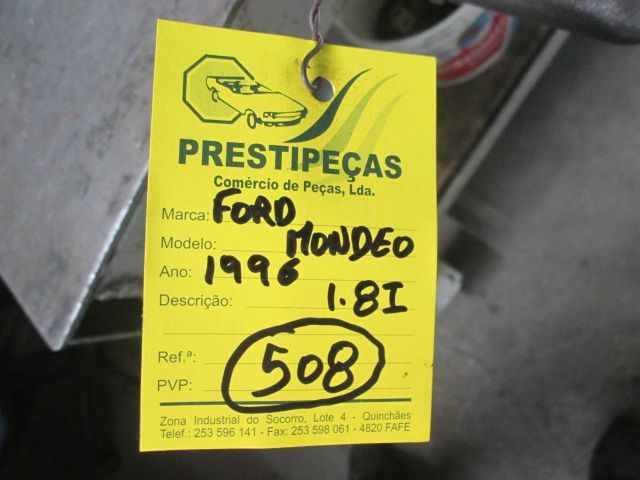 PRESTIPEÇAS
Comércio de Peças, Lda.
Marca: FORD
Modelo: MONDEO
Ano: 1996
Descrição: 1.8I
Ref.ª:
508
PVP:
Zona Industrial do Socorro, Lote 4 - Quinchães
Telef.: 253 596 141 - Fax: 253 598 061 - 4820 FAFE